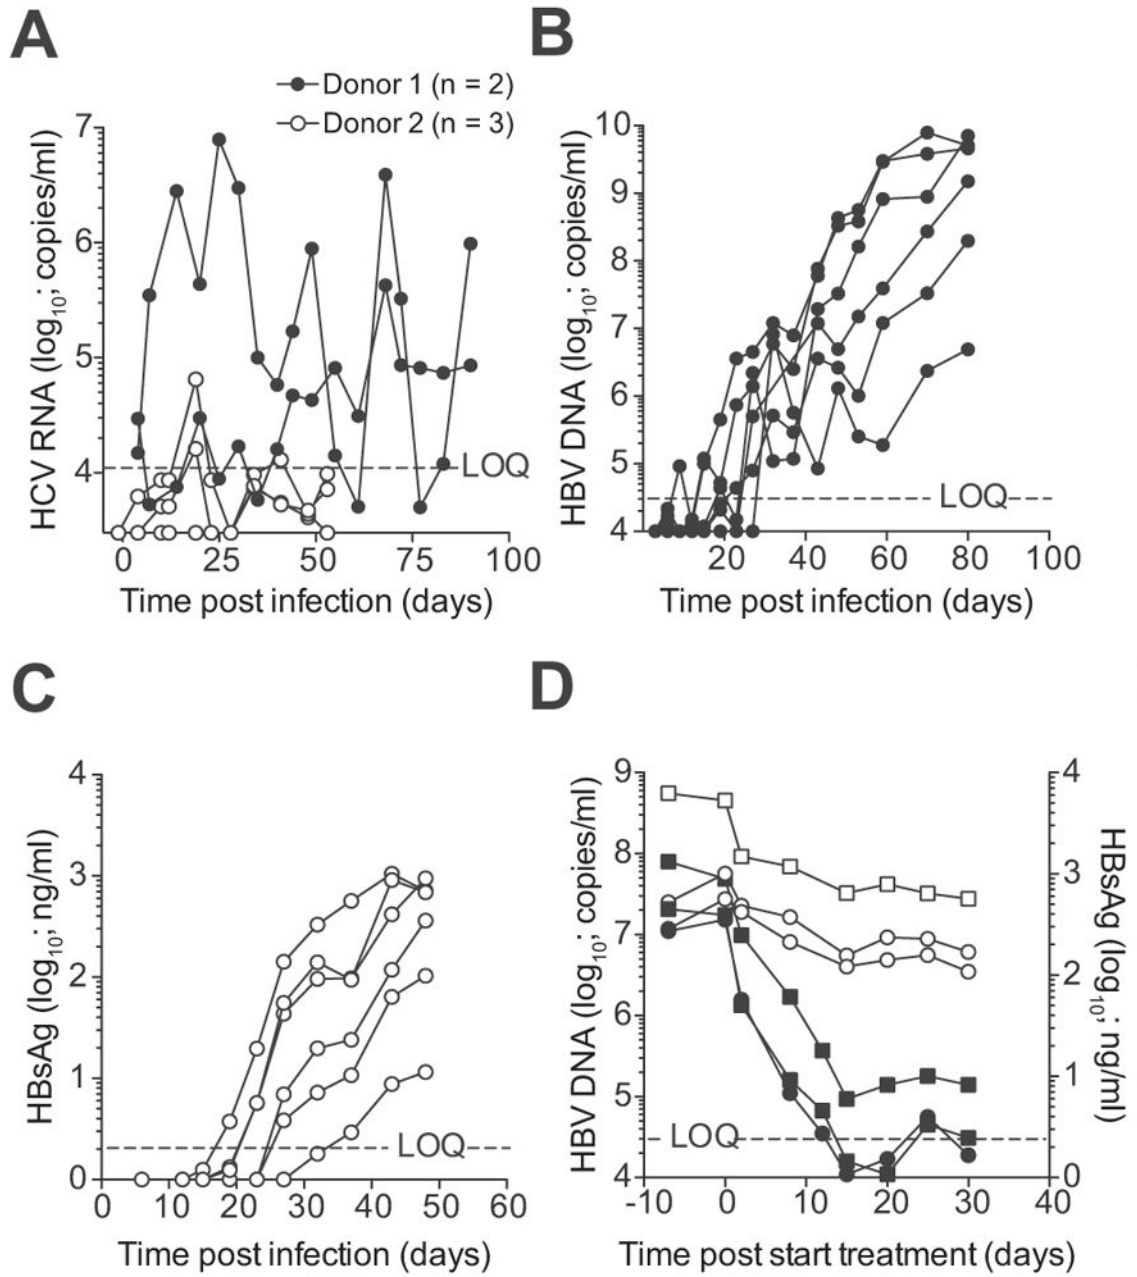 A
Donor 1 (n = 2)
Donor 2 (n = 3)
HCV RNA (log10; copies/ml)
7
6
5
4
LOQ
0 25 50 75 100
Time post infection (days)
B
HBV DNA (log10; copies/ml)
10
9
8
7
6
5
4
LOQ
20 40 60 80 100
Time post infection (days)
C
HBsAg (log10; ng/ml)
4
3
2
1
0
LOQ
0 10 20 30 40 50 60
Time post infection (days)
D
HBV DNA (log10; copies/ml)
9
8
7
6
5
4
LOQ
-10 0 10 20 30 40
Time post start treatment (days)
4
3
2
1
0
HBsAg (log10; ng/ml)